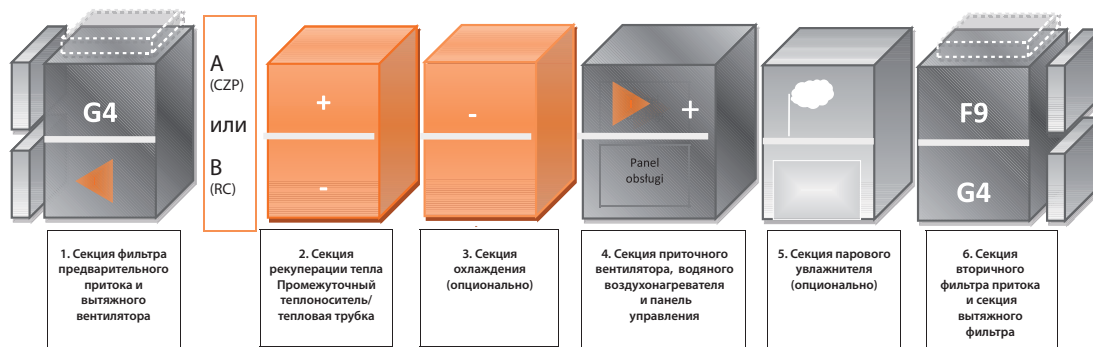 G4
A
(CZP)
или
B
(RC)
+
-
-
+
Panel
obsługi
F9
G4
1. Секция фильтра
предварительного
притока и
вытяжного
вентилятора
2. Секция
рекуперации тепла
Промежуточный
теплоноситель/
тепловая трубка
3. Секция
охлаждения
(опционально)
4. Секция приточного
вентилятора, водяного
воздухонагревателя
и панель
управления
5. Секция парового
увлажнителя
(опционально)
6. Секция
вторичного
фильтра притока
и секция
вытяжного
фильтра